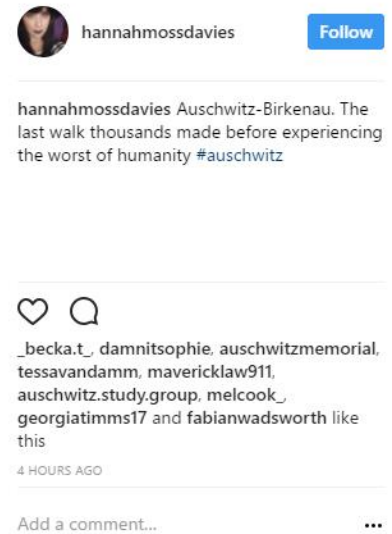 hannahmossdavies Follow
hannahmossdavies Auschwitz-Birkenau. The
last walk thousands made before experiencing
the worst of humanity #auschwitz
_becka.t_, damnitsophie, auschwitzmemorial,
tessavandamm, mavericklaw911,
auschwitz.study.group, melcook_,
georgiatimms17 and fabianwadsworth like
this
4 HOURS AGO
Add a comment...